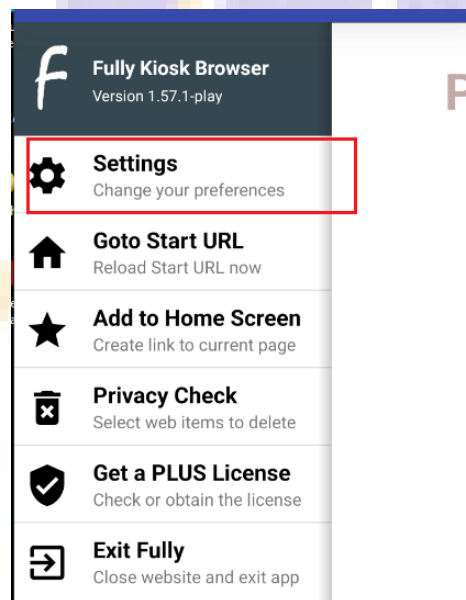 Fully Kiosk Browser
Version 1.57.1-play
Settings
Change your preferences
Goto Start URL
Reload Start URL now
Add to Home Screen
Create link to current page
Privacy Check
Select web items to delete
Get a PLUS License
Check or obtain the license
Exit Fully
Close website and exit app